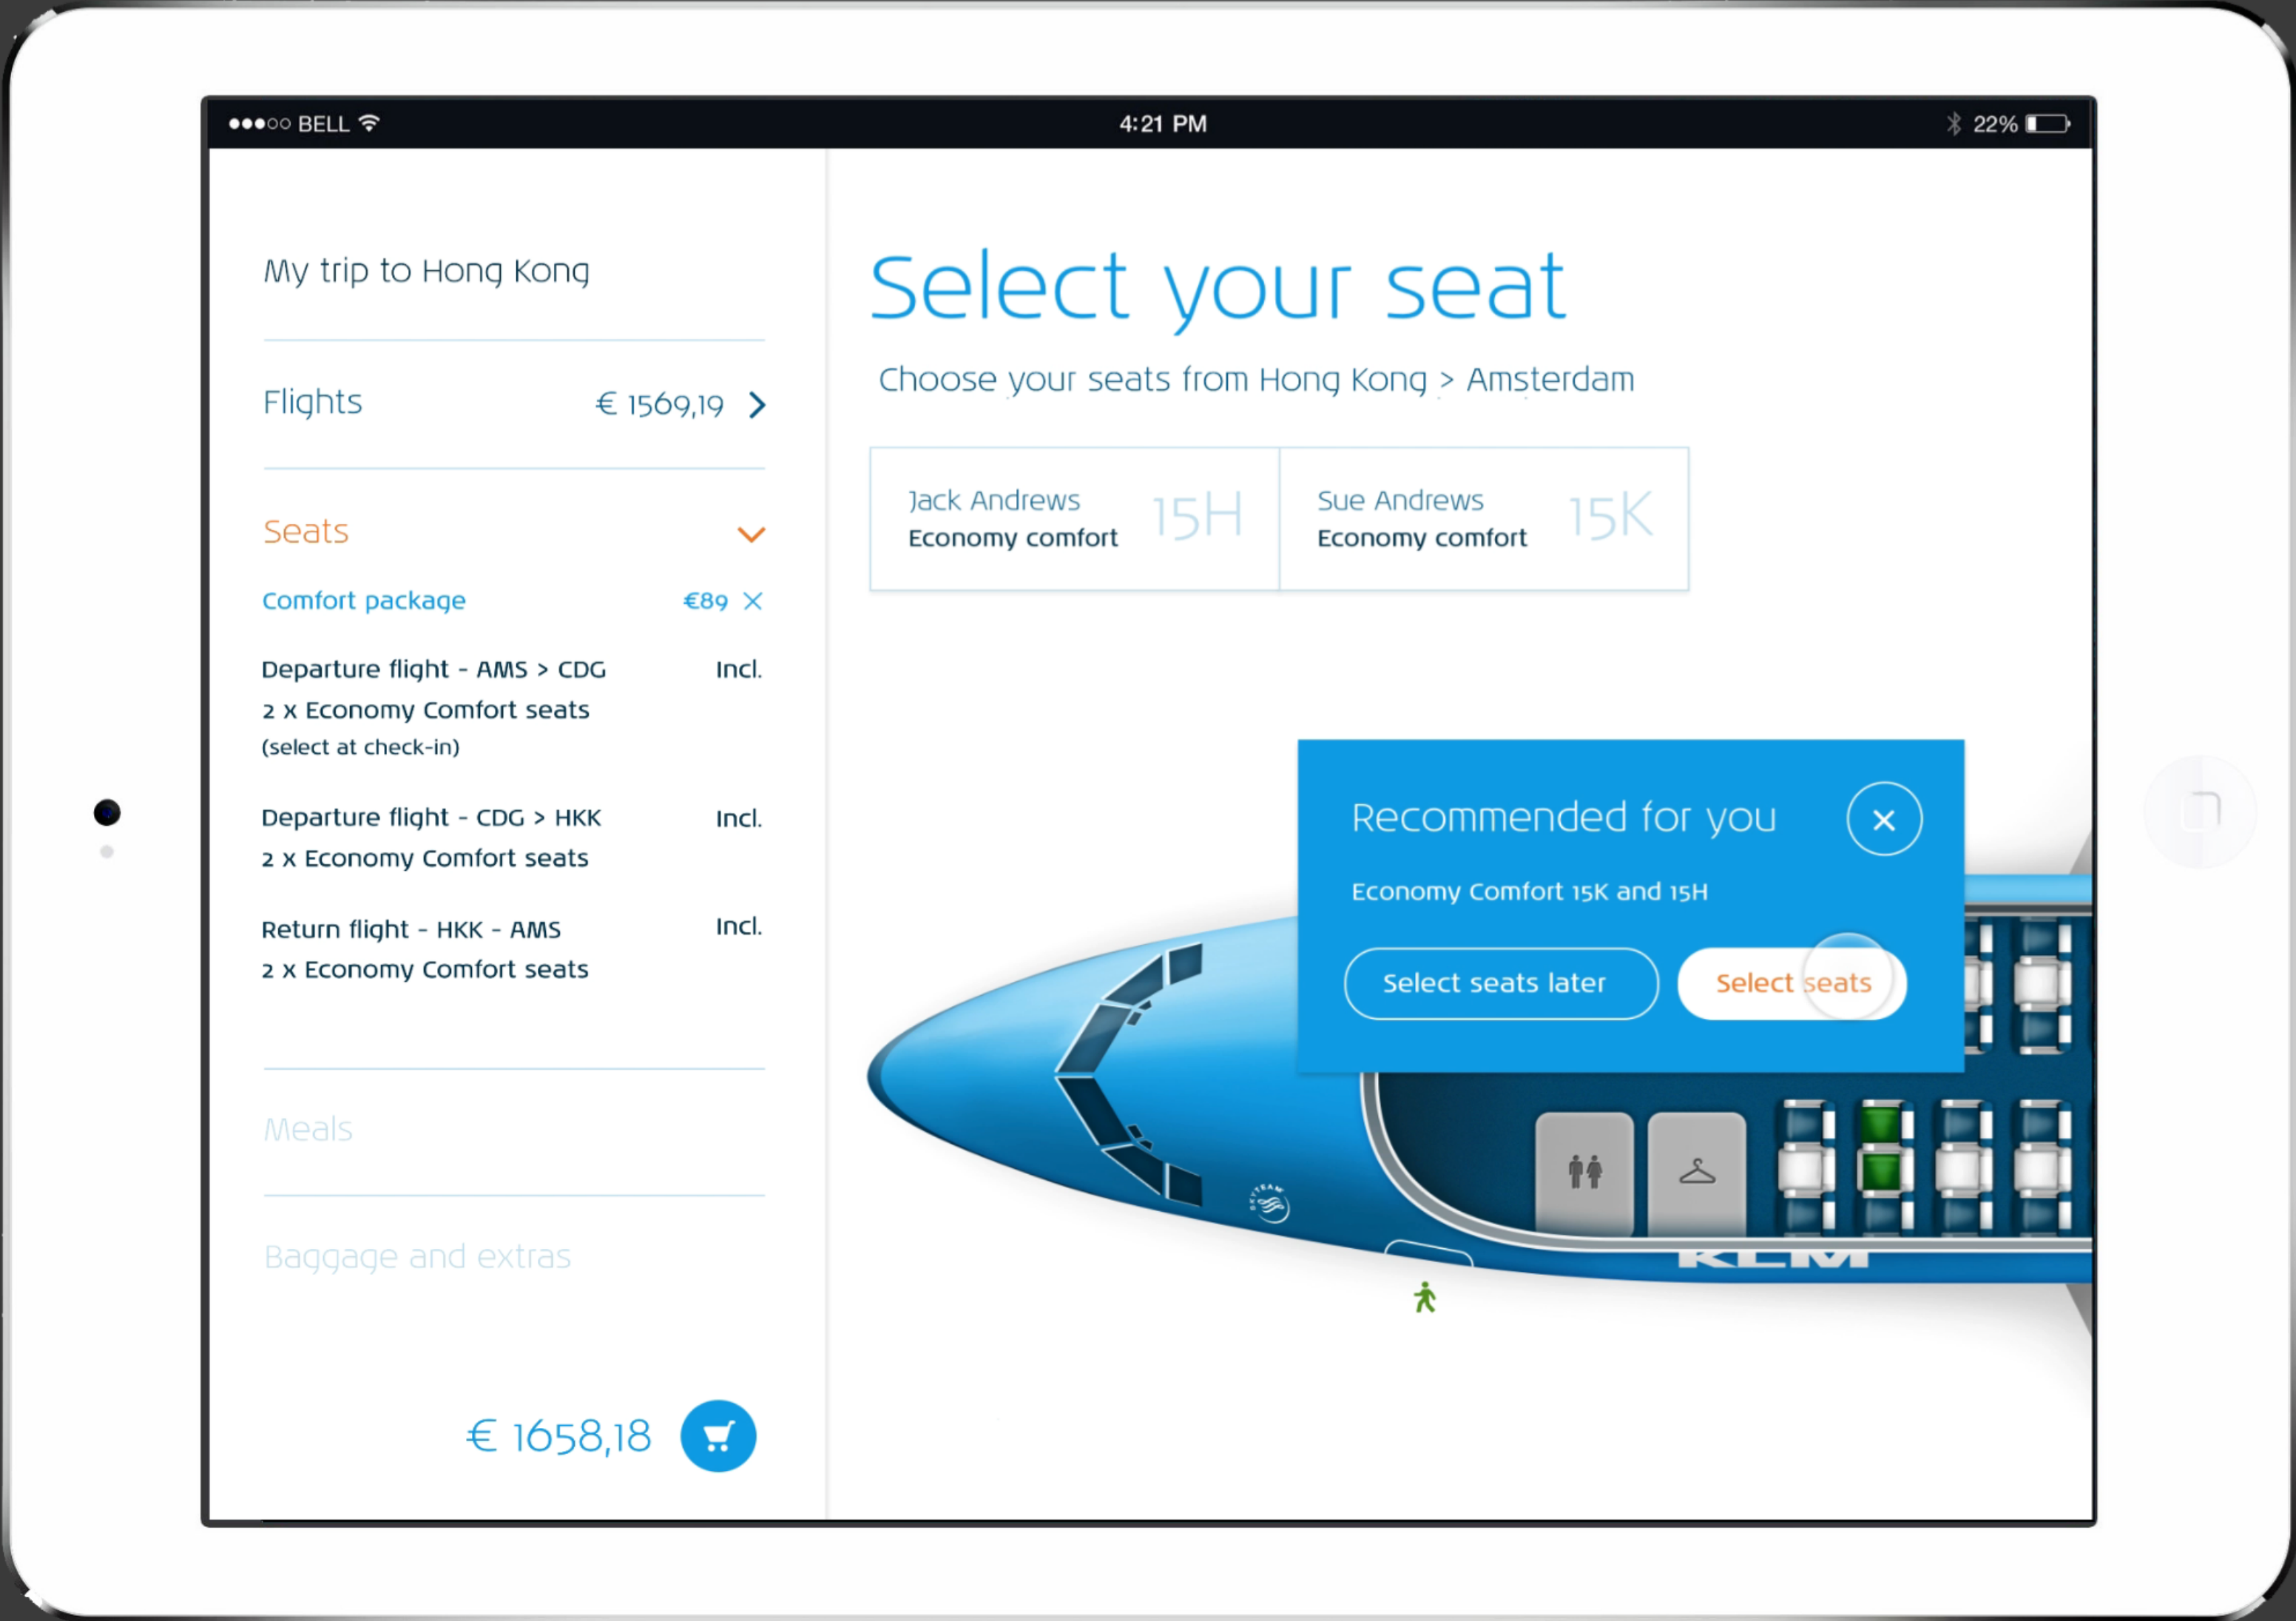 BELL
4:21 PM
22%
My trip to Hong Kong
Flights
€ 1569,19
Seats
Comfort package
€89
Departure flight - AMS > CDG
Incl.
2 x Economy Comfort seats
(select at check-in)
Departure flight - CDG > HKK
Incl.
2 x Economy Comfort seats
Return flight - HKK - AMS
Incl.
2 x Economy Comfort seats
Meals
Baggage and extras
€ 1658,18
Select your seat
Choose your seats from Hong Kong > Amsterdam
Jack Andrews
Economy comfort
15H
Sue Andrews
Economy comfort
15K
Recommended for you
Economy Comfort 15K and 15H
Select seats later
Select seats
SKYTEAM
KLM